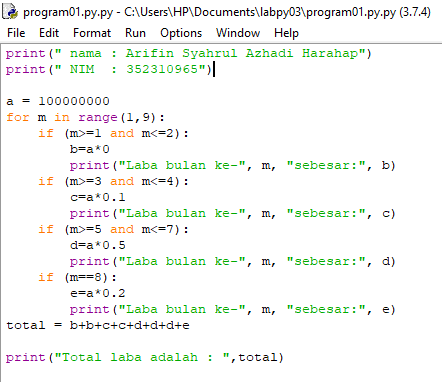 program01.py.py - C:\Users\HP\Documents\labpy03\program01.py.py (3.7.4)
File Edit Format Run Options Window Help
print(" nama : Arifin Syahrul Azhadi Harahap")
print(" NIM  : 352310965")

a = 100000000
for m in range(1,9):
    if (m>=1 and m<=2):
        b=a*0
        print("Laba bulan ke-", m, "sebesar:", b)
    if (m>=3 and m<=4):
        c=a*0.1
        print("Laba bulan ke-", m, "sebesar:", c)
    if (m>=5 and m<=7):
        d=a*0.5
        print("Laba bulan ke-", m, "sebesar:", d)
    if (m==8):
        e=a*0.2
        print("Laba bulan ke-", m, "sebesar:", e)
total = b+b+c+c+d+d+d+e

print("Total laba adalah : ",total)